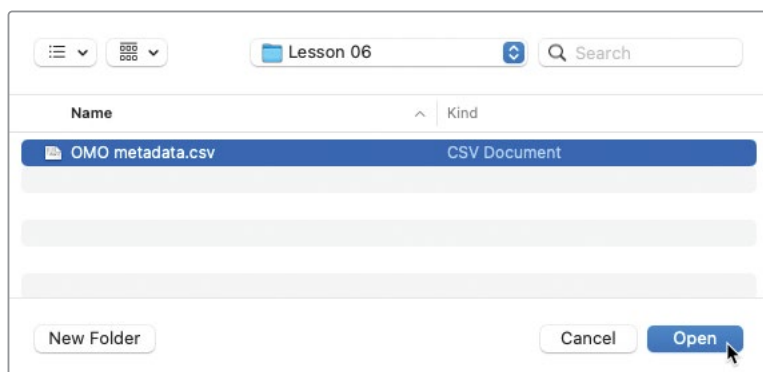 Lesson 06
Search
Name Kind
OMO metadata.csv CSV Document
New Folder Cancel Open